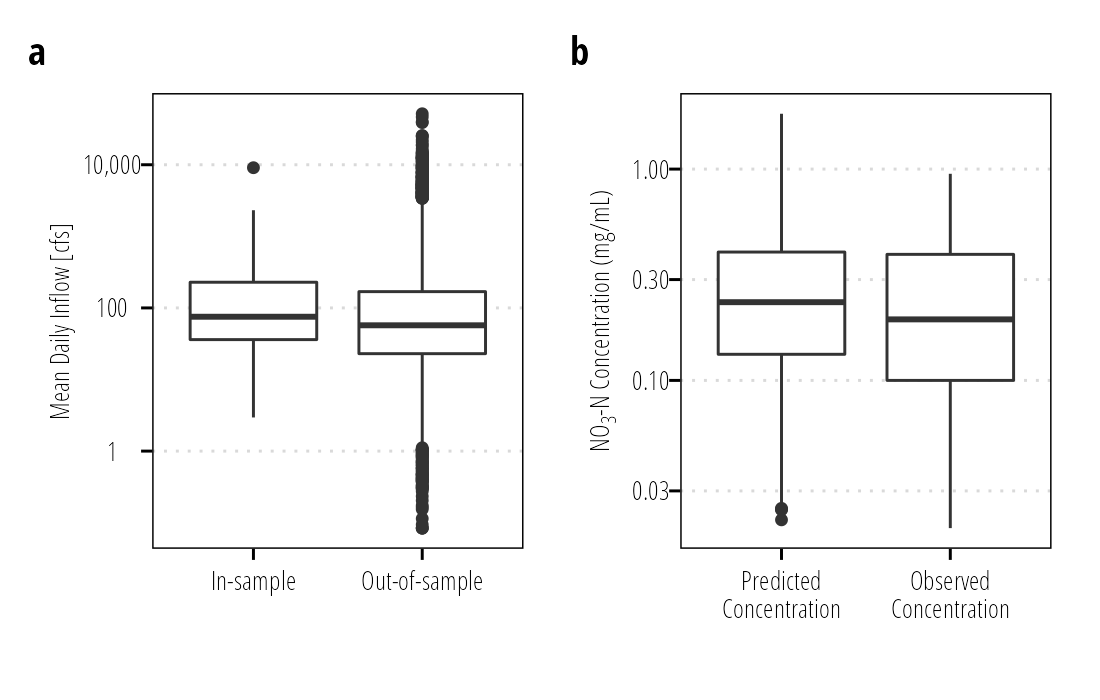 a
Mean Daily Inflow [cfs]
10,000
100
1
In-sample
Out-of-sample
b
NO₃-N Concentration (mg/mL)
1.00
0.30
0.10
0.03
Predicted
Concentration
Observed
Concentration